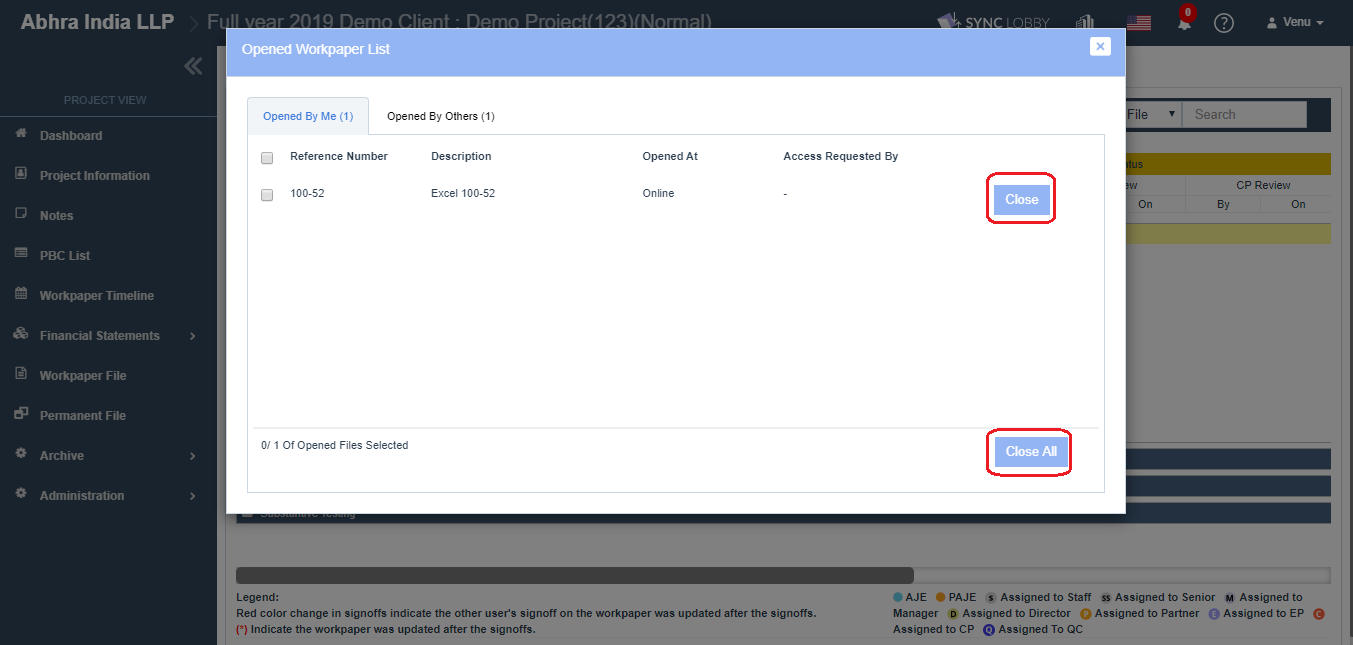 Abhra India LLP
Full year 2019 Demo Client : Demo Project(123)(Normal)
SYNC LOBBY
0
?
Venu
Opened Workpaper List
×
PROJECT VIEW
Dashboard
Project Information
Notes
PBC List
Workpaper Timeline
Financial Statements
Workpaper File
Permanent File
Archive
Administration
Opened By Me (1)
Opened By Others (1)
Reference Number Description Opened At Access Requested By
100-52 Excel 100-52 Online -
Close
0/ 1 Of Opened Files Selected
Close All
File
Search
CP Review
On By On
Substantive Testing
Legend:
Red color change in signoffs indicate the other user's signoff on the workpaper was updated after the signoffs.
(*) Indicate the workpaper was updated after the signoffs.
AJE PAJE S Assigned to Staff SS Assigned to Senior M Assigned to
Manager D Assigned to Director P Assigned to Partner E Assigned to EP C
Assigned to CP Q Assigned To QC